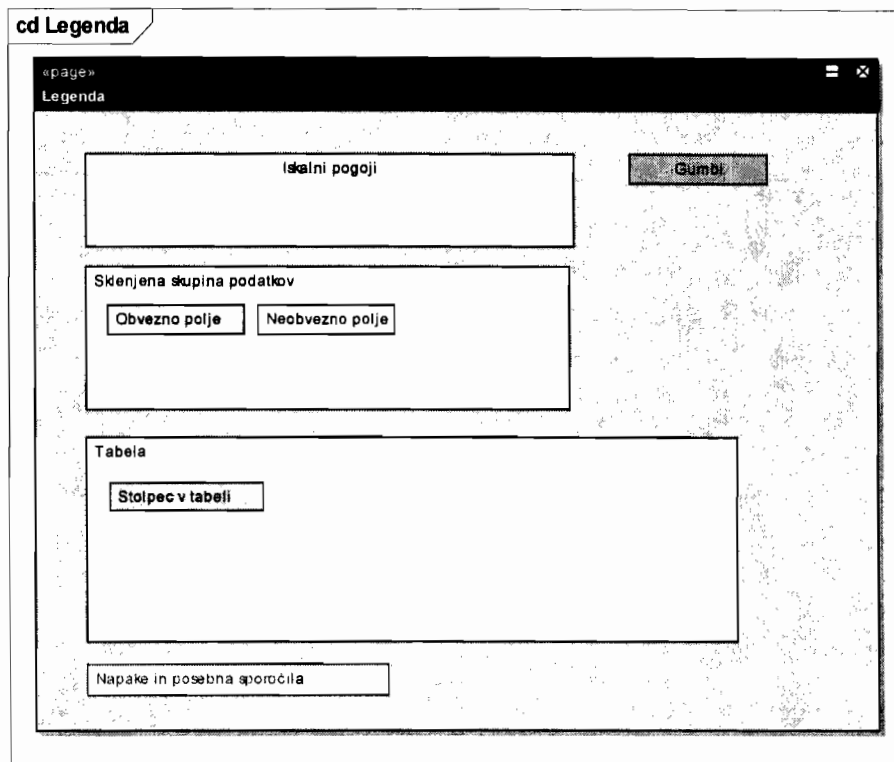 cd Legenda
«page»
Legenda
Iskalni pogoji
Gumbi
Sklenjena skupina podatkov
Obvezno polje
Neobvezno polje
Tabela
Stolpec v tabeli
Napake in posebna sporočila